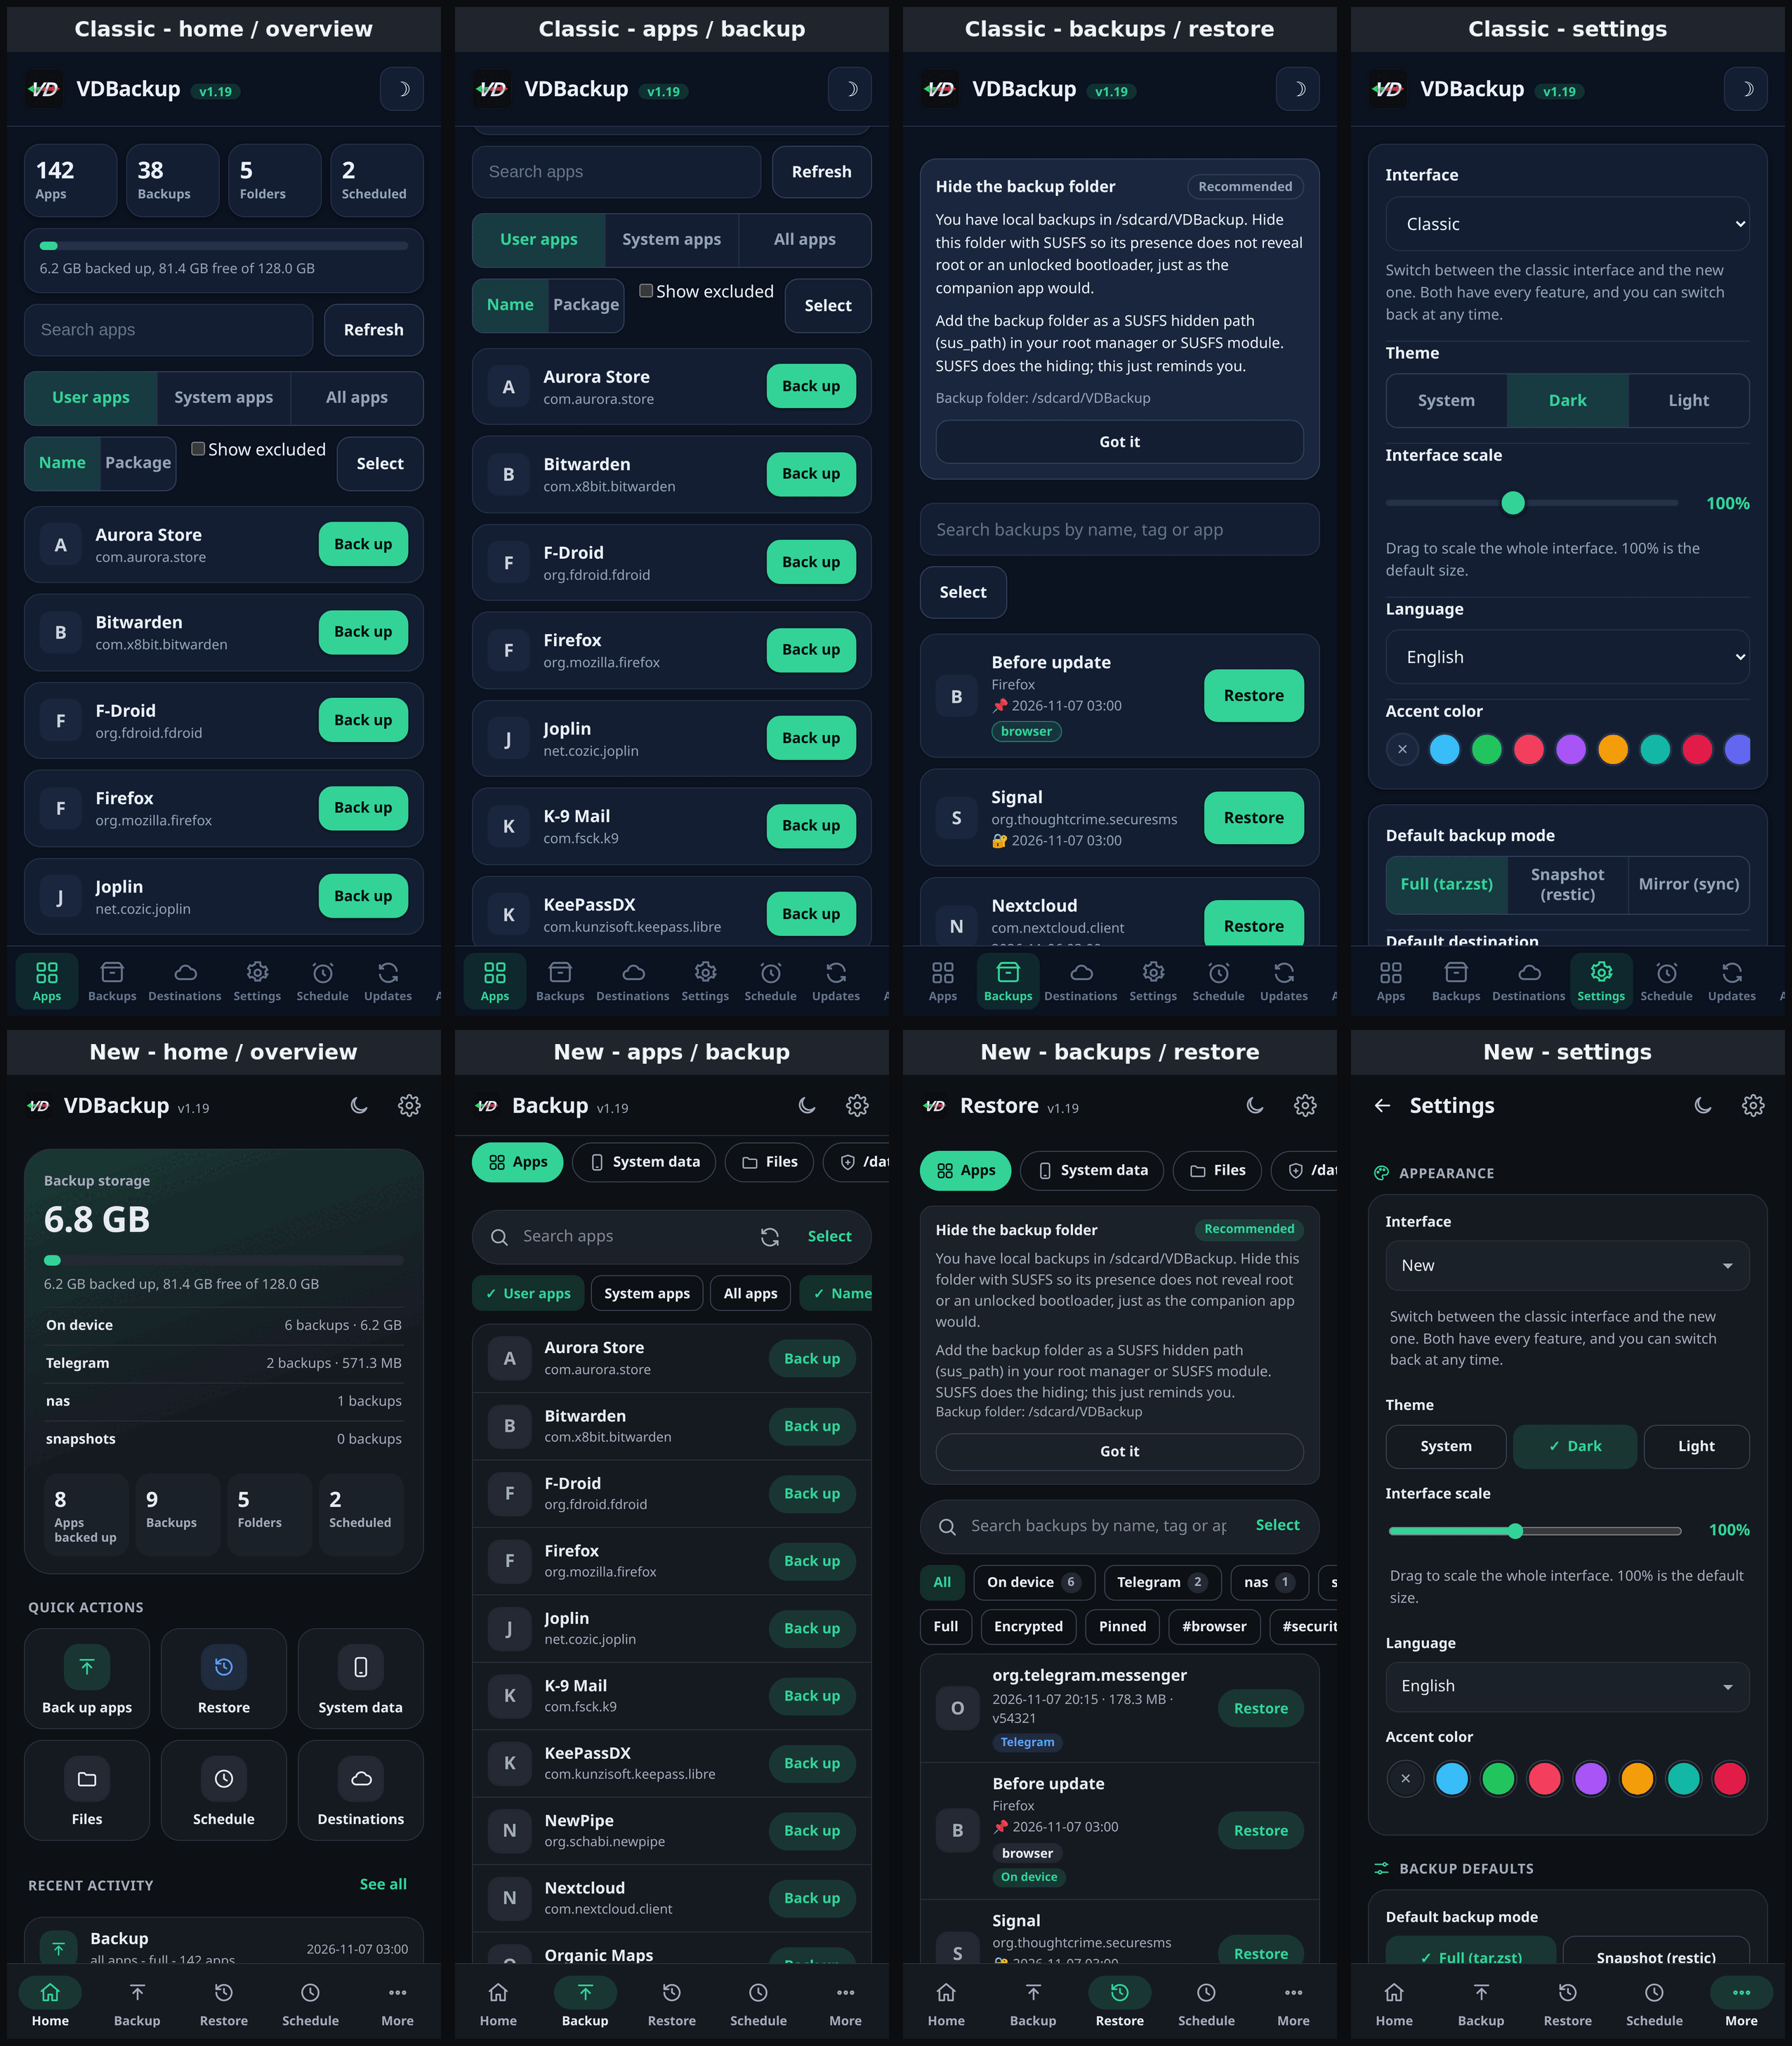 Classic - home / overview
VDBackup v1.19
142
Apps
38
Backups
5
Folders
2
Scheduled
6.2 GB backed up, 81.4 GB free of 128.0 GB
Search apps
Refresh
User apps
System apps
All apps
Name
Package
Show excluded
Select
A
Aurora Store
com.aurora.store
Back up
B
Bitwarden
com.x8bit.bitwarden
Back up
F
F-Droid
org.fdroid.fdroid
Back up
F
Firefox
org.mozilla.firefox
Back up
J
Joplin
net.cozic.joplin
Back up
Apps
Backups
Destinations
Settings
Schedule
Updates
Classic - apps / backup
VDBackup v1.19
Search apps
Refresh
User apps
System apps
All apps
Name
Package
Show excluded
Select
A
Aurora Store
com.aurora.store
Back up
B
Bitwarden
com.x8bit.bitwarden
Back up
F
F-Droid
org.fdroid.fdroid
Back up
F
Firefox
org.mozilla.firefox
Back up
J
Joplin
net.cozic.joplin
Back up
K
K-9 Mail
com.fsck.k9
Back up
K
KeePassDX
com.kunzisoft.keepass.libre
Back up
Apps
Backups
Destinations
Settings
Schedule
Updates
Classic - backups / restore
VDBackup v1.19
Hide the backup folder
Recommended
You have local backups in /sdcard/VDBackup. Hide
this folder with SUSFS so its presence does not reveal
root or an unlocked bootloader, just as the
companion app would.
Add the backup folder as a SUSFS hidden path
(sus_path) in your root manager or SUSFS module.
SUSFS does the hiding; this just reminds you.
Backup folder: /sdcard/VDBackup
Got it
Search backups by name, tag or app
Select
B
Before update
Firefox
📌 2026-11-07 03:00
browser
Restore
S
Signal
org.thoughtcrime.securesms
🔐 2026-11-07 03:00
Restore
N
Nextcloud
com.nextcloud.client
Restore
Apps
Backups
Destinations
Settings
Schedule
Updates
Classic - settings
VDBackup v1.19
Interface
Classic
Switch between the classic interface and the new
one. Both have every feature, and you can switch
back at any time.
Theme
System
Dark
Light
Interface scale
100%
Drag to scale the whole interface. 100% is the
default size.
Language
English
Accent color
Default backup mode
Full (tar.zst)
Snapshot
(restic)
Mirror (sync)
Default destination
Apps
Backups
Destinations
Settings
Schedule
Updates
New - home / overview
VDBackup v1.19
Backup storage
6.8 GB
6.2 GB backed up, 81.4 GB free of 128.0 GB
On device
6 backups · 6.2 GB
Telegram
2 backups · 571.3 MB
nas
1 backups
snapshots
0 backups
8
Apps
backed up
9
Backups
5
Folders
2
Scheduled
QUICK ACTIONS
Back up apps
Restore
System data
Files
Schedule
Destinations
RECENT ACTIVITY
See all
Backup
all apps - full - 142 apps
2026-11-07 03:00
Home
Backup
Restore
Schedule
More
New - apps / backup
Backup v1.19
Apps
System data
Files
Search apps
Select
✓ User apps
System apps
All apps
✓ Name
A
Aurora Store
com.aurora.store
Back up
B
Bitwarden
com.x8bit.bitwarden
Back up
F
F-Droid
org.fdroid.fdroid
Back up
F
Firefox
org.mozilla.firefox
Back up
J
Joplin
net.cozic.joplin
Back up
K
K-9 Mail
com.fsck.k9
Back up
K
KeePassDX
com.kunzisoft.keepass.libre
Back up
N
NewPipe
org.schabi.newpipe
Back up
N
Nextcloud
com.nextcloud.client
Back up
Organic Maps
Home
Backup
Restore
Schedule
More
New - backups / restore
Restore v1.19
Apps
System data
Files
Hide the backup folder
Recommended
You have local backups in /sdcard/VDBackup. Hide this
folder with SUSFS so its presence does not reveal root
or an unlocked bootloader, just as the companion app
would.
Add the backup folder as a SUSFS hidden path
(sus_path) in your root manager or SUSFS module.
SUSFS does the hiding; this just reminds you.
Backup folder: /sdcard/VDBackup
Got it
Search backups by name, tag or
Select
All
On device 6
Telegram 2
nas 1
Full
Encrypted
Pinned
#browser
O
org.telegram.messenger
2026-11-07 20:15 · 178.3 MB ·
v54321
Telegram
Restore
B
Before update
Firefox
📌 2026-11-07 03:00
browser
On device
Restore
S
Signal
org.thoughtcrime.securesms
Restore
Home
Backup
Restore
Schedule
More
New - settings
Settings
APPEARANCE
Interface
New
Switch between the classic interface and the new
one. Both have every feature, and you can switch
back at any time.
Theme
System
✓ Dark
Light
Interface scale
100%
Drag to scale the whole interface. 100% is the default
size.
Language
English
Accent color
BACKUP DEFAULTS
Default backup mode
✓ Full (tar.zst)
Snapshot (restic)
Home
Backup
Restore
Schedule
More